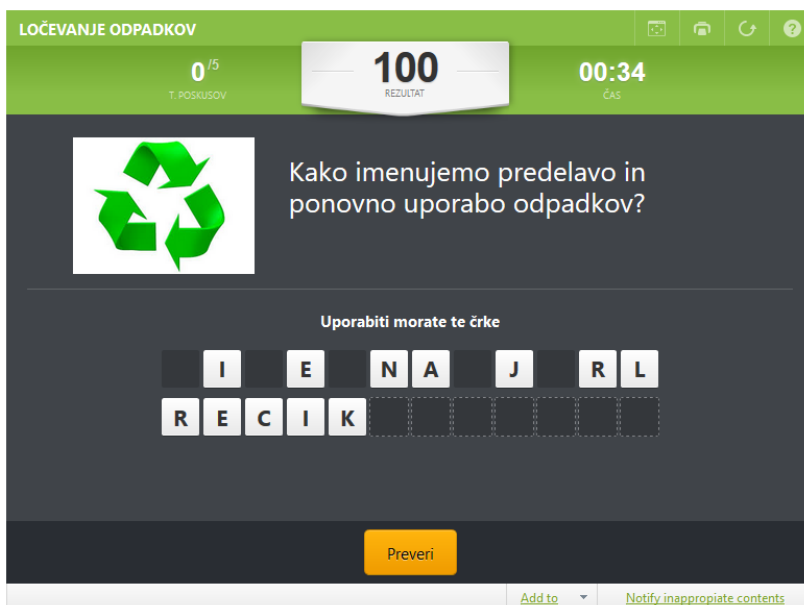 LOČEVANJE ODPADKOV
0/5
T. POSKUSOV
100
REZULTAT
00:34
ČAS
Kako imenujemo predelavo in
ponovno uporabo odpadkov?
Uporabiti morate te črke
I E N A J R L
R E C I K
Preveri
Add to
Notify inappropiate contents